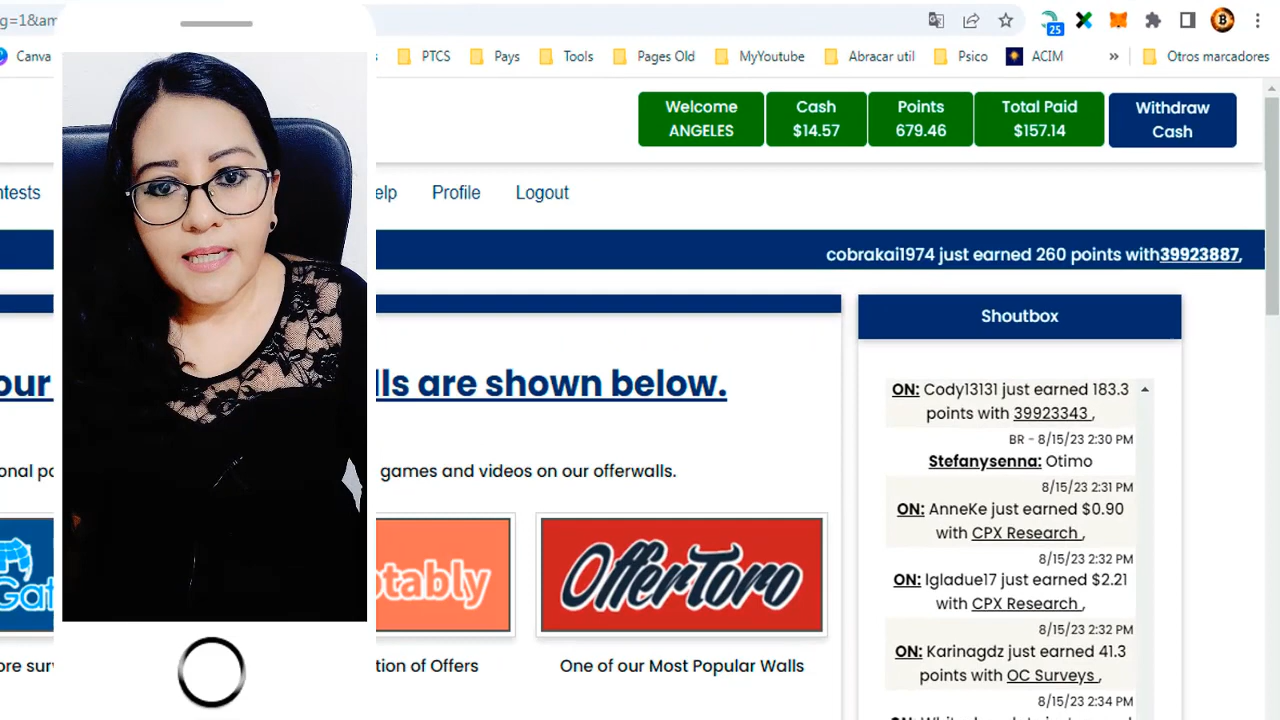 g=1&am
25
Canva
PTCS
Pays
Tools
Pages Old
MyYoutube
Abracar util
Psico
ACIM
»
Otros marcadores
Welcome
ANGELES
Cash
$14.57
Points
679.46
Total Paid
$157.14
Withdraw
Cash
ntests
elp
Profile
Logout
cobrakai1974 just earned 260 points with39923887,
Shoutbox
our
lls are shown below.
onal po
games and videos on our offerwalls.
Gat
otably
OfferToro
ore surv
tion of Offers
One of our Most Popular Walls
ON: Cody13131 just earned 183.3
points with 39923343 ,
BR - 8/15/23 2:30 PM
Stefanysenna: Otimo
8/15/23 2:31 PM
ON: AnneKe just earned $0.90
with CPX Research ,
8/15/23 2:32 PM
ON: lgladue17 just earned $2.21
with CPX Research ,
8/15/23 2:32 PM
ON: Karinagdz just earned 41.3
points with OC Surveys ,
8/15/23 2:34 PM